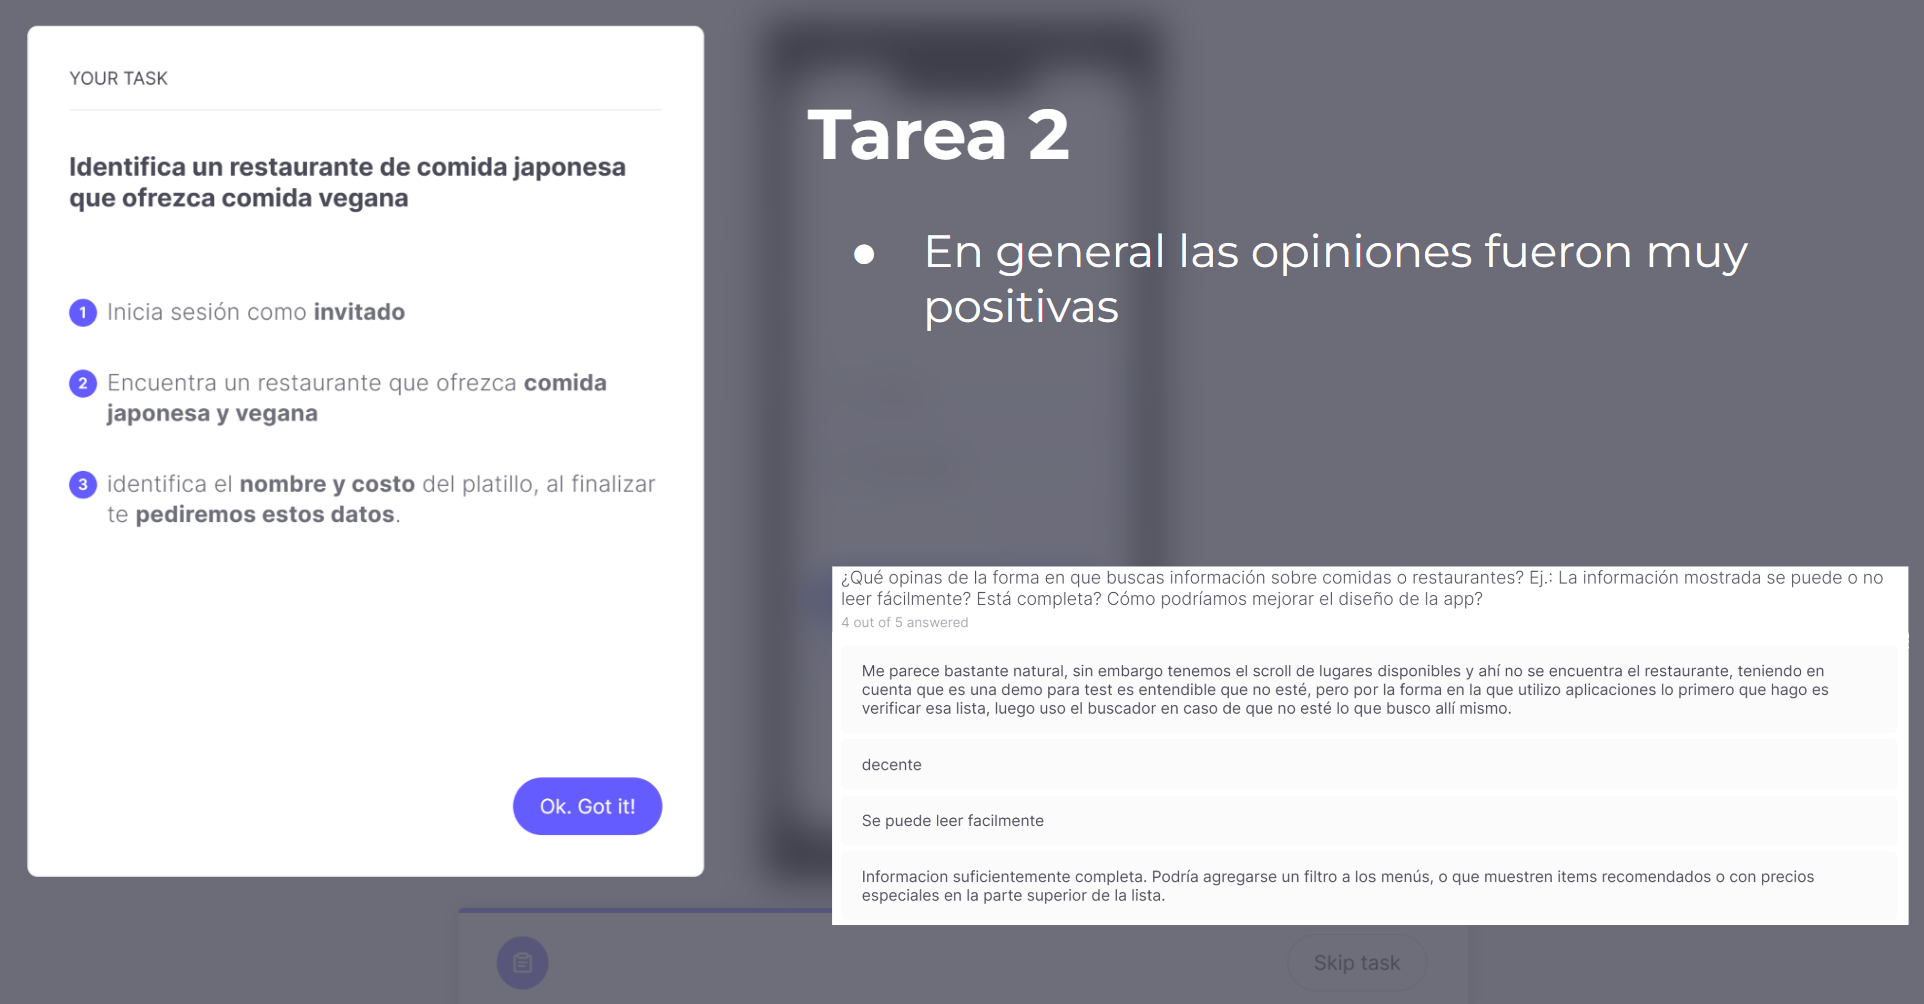 YOUR TASK
Identifica un restaurante de comida japonesa
que ofrezca comida vegana
1 Inicia sesión como invitado
2 Encuentra un restaurante que ofrezca comida
japonesa y vegana
3 identifica el nombre y costo del platillo, al finalizar
te pediremos estos datos.
Ok. Got it!
Tarea 2
● En general las opiniones fueron muy
positivas
¿Qué opinas de la forma en que buscas información sobre comidas o restaurantes? Ej.: La información mostrada se puede o no
leer fácilmente? Está completa? Cómo podríamos mejorar el diseño de la app?
4 out of 5 answered
Me parece bastante natural, sin embargo tenemos el scroll de lugares disponibles y ahí no se encuentra el restaurante, teniendo en
cuenta que es una demo para test es entendible que no esté, pero por la forma en la que utilizo aplicaciones lo primero que hago es
verificar esa lista, luego uso el buscador en caso de que no esté lo que busco allí mismo.
decente
Se puede leer facilmente
Informacion suficientemente completa. Podría agregarse un filtro a los menús, o que muestren items recomendados o con precios
especiales en la parte superior de la lista.
Skip task